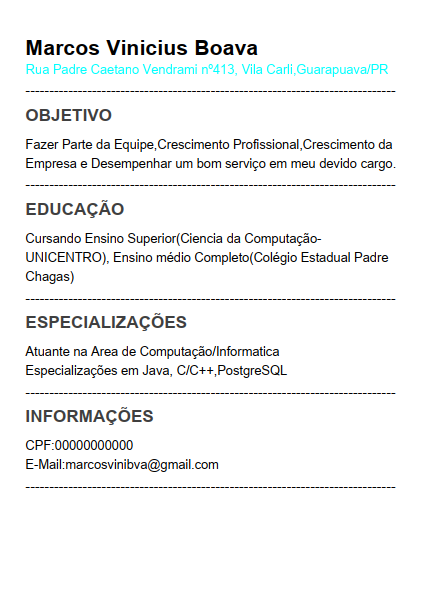 Marcos Vinicius Boava
Rua Padre Caetano Vendrami nº413, Vila Carli,Guarapuava/PR
--------------------------------------------------------------------------
OBJETIVO
Fazer Parte da Equipe,Crescimento Profissional,Crescimento da
Empresa e Desempenhar um bom serviço em meu devido cargo.
--------------------------------------------------------------------------
EDUCAÇÃO
Cursando Ensino Superior(Ciencia da Computação-
UNICENTRO), Ensino médio Completo(Colégio Estadual Padre
Chagas)
--------------------------------------------------------------------------
ESPECIALIZAÇÕES
Atuante na Area de Computação/Informatica
Especializações em Java, C/C++,PostgreSQL
--------------------------------------------------------------------------
INFORMAÇÕES
CPF:00000000000
E-Mail:marcosvinibva@gmail.com
--------------------------------------------------------------------------